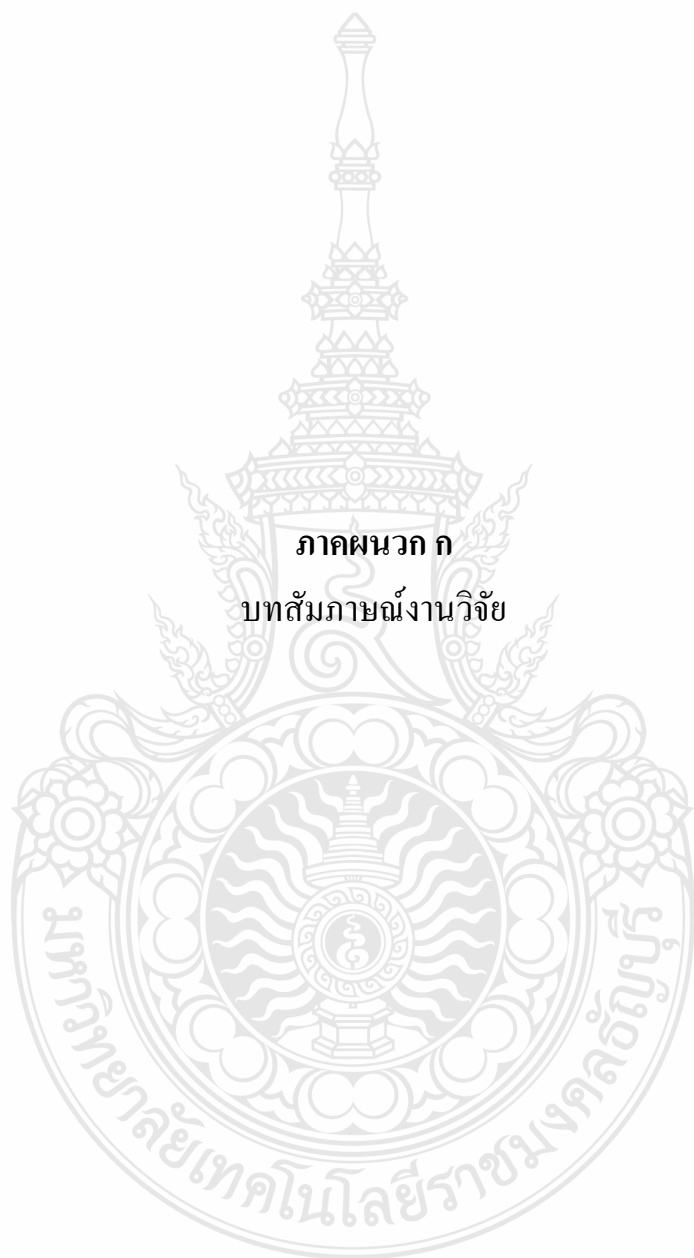 ภาคผนวก ก
บทสัมภาษณ์งานวิจัย
มหาวิทยาลัยเทคโนโลยีราชมงคลธัญบุรี